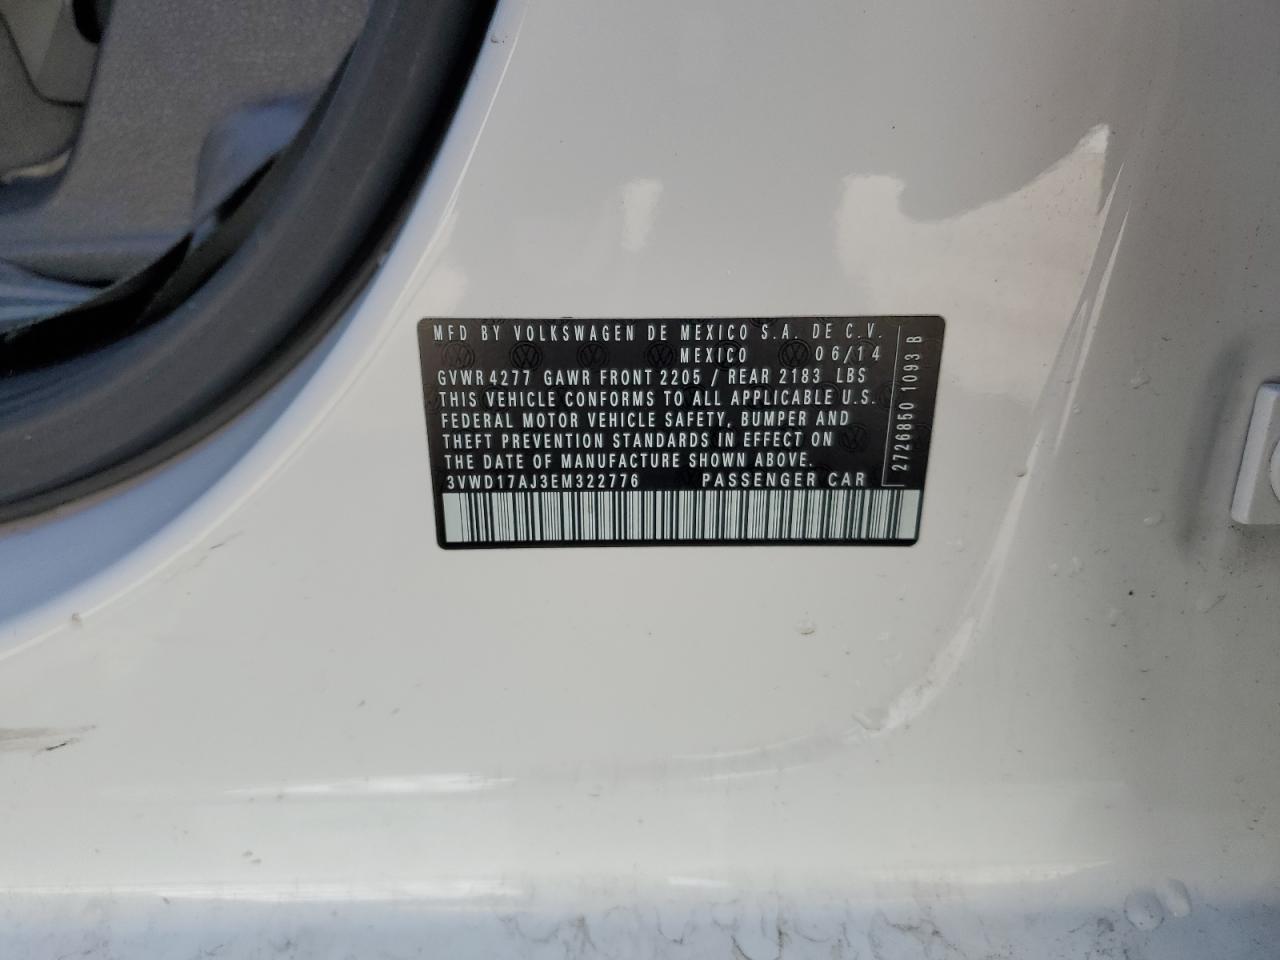 MFD BY VOLKSWAGEN DE MEXICO S.A. DE C.V.
MEXICO 06/14
GVWR 4277 GAWR FRONT 2205 / REAR 2183 LBS
THIS VEHICLE CONFORMS TO ALL APPLICABLE U.S.
FEDERAL MOTOR VEHICLE SAFETY, BUMPER AND
THEFT PREVENTION STANDARDS IN EFFECT ON
THE DATE OF MANUFACTURE SHOWN ABOVE.
3VWD17AJ3EM322776 PASSENGER CAR
2726850 1093 B